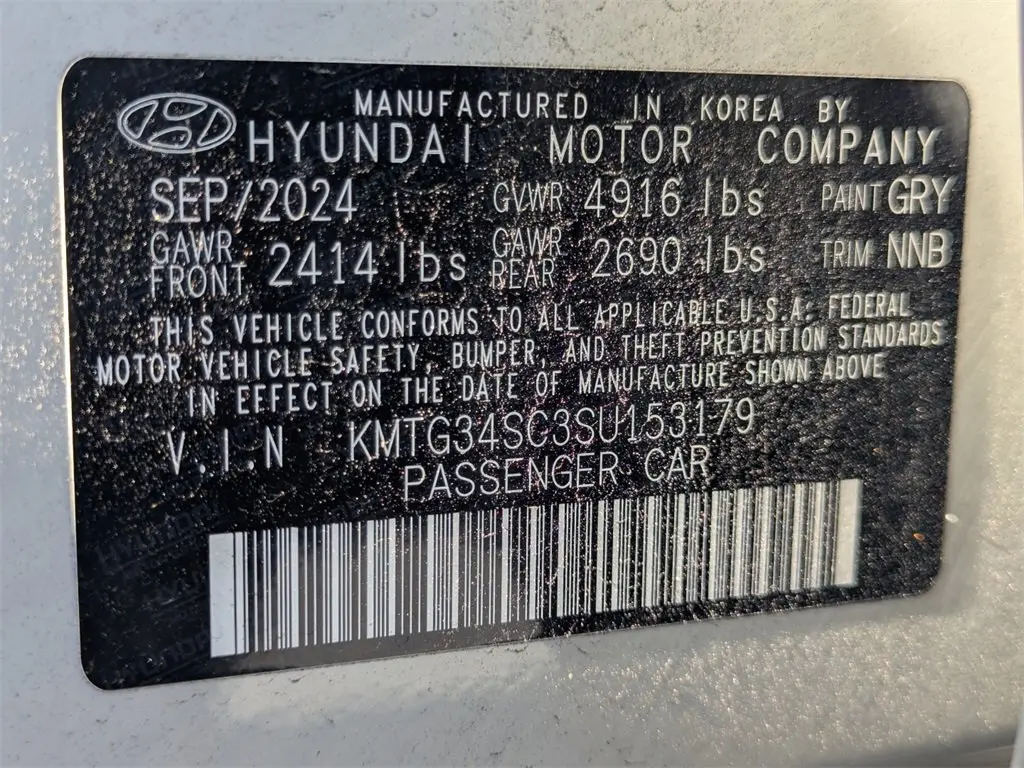 MANUFACTURED IN KOREA BY
HYUNDAI MOTOR COMPANY
SEP/2024 GVWR 4916 lbs PAINT GRY
GAWR FRONT 2414 lbs GAWR REAR 2690 lbs TRIM NNB
THIS VEHICLE CONFORMS TO ALL APPLICABLE U.S.A. FEDERAL
MOTOR VEHICLE SAFETY, BUMPER, AND THEFT PREVENTION STANDARDS
IN EFFECT ON THE DATE OF MANUFACTURE SHOWN ABOVE
V.I.N KMTG34SC3SU153179
PASSENGER CAR